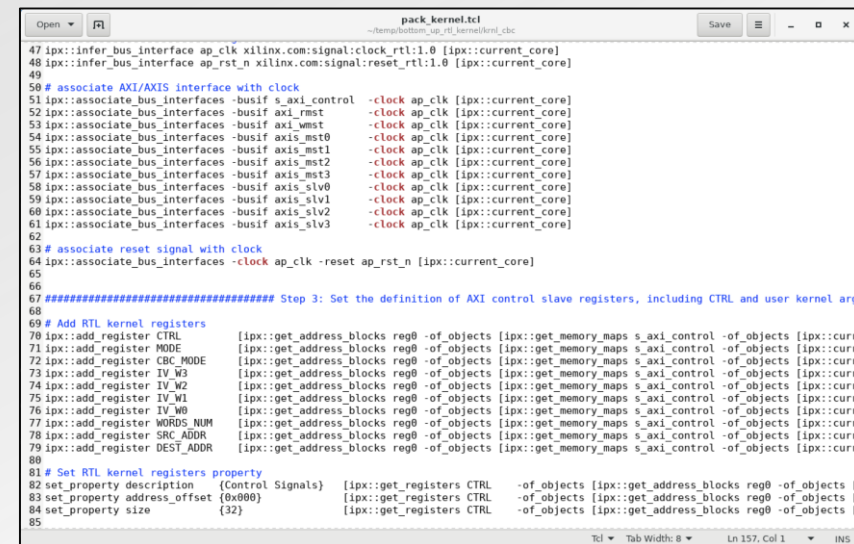 Open
pack_kernel.tcl
~/temp/bottom_up_rtl_kernel/krnl_cbc
Save
47 ipx::infer_bus_interface ap_clk xilinx.com:signal:clock_rtl:1.0 [ipx::current_core]
48 ipx::infer_bus_interface ap_rst_n xilinx.com:signal:reset_rtl:1.0 [ipx::current_core]
49
50 # associate AXI/AXIS interface with clock
51 ipx::associate_bus_interfaces -busif s_axi_control -clock ap_clk [ipx::current_core]
52 ipx::associate_bus_interfaces -busif axi_rmst -clock ap_clk [ipx::current_core]
53 ipx::associate_bus_interfaces -busif axi_wmst -clock ap_clk [ipx::current_core]
54 ipx::associate_bus_interfaces -busif axis_mst0 -clock ap_clk [ipx::current_core]
55 ipx::associate_bus_interfaces -busif axis_mst1 -clock ap_clk [ipx::current_core]
56 ipx::associate_bus_interfaces -busif axis_mst2 -clock ap_clk [ipx::current_core]
57 ipx::associate_bus_interfaces -busif axis_mst3 -clock ap_clk [ipx::current_core]
58 ipx::associate_bus_interfaces -busif axis_slv0 -clock ap_clk [ipx::current_core]
59 ipx::associate_bus_interfaces -busif axis_slv1 -clock ap_clk [ipx::current_core]
60 ipx::associate_bus_interfaces -busif axis_slv2 -clock ap_clk [ipx::current_core]
61 ipx::associate_bus_interfaces -busif axis_slv3 -clock ap_clk [ipx::current_core]
62
63 # associate reset signal with clock
64 ipx::associate_bus_interfaces -clock ap_clk -reset ap_rst_n [ipx::current_core]
65
66
67 ################################### Step 3: Set the definition of AXI control slave registers, including CTRL and user kernel arg
68
69 # Add RTL kernel registers
70 ipx::add_register CTRL [ipx::get_address_blocks reg0 -of_objects [ipx::get_memory_maps s_axi_control -of_objects [ipx::curr
71 ipx::add_register MODE [ipx::get_address_blocks reg0 -of_objects [ipx::get_memory_maps s_axi_control -of_objects [ipx::curr
72 ipx::add_register CBC_MODE [ipx::get_address_blocks reg0 -of_objects [ipx::get_memory_maps s_axi_control -of_objects [ipx::curr
73 ipx::add_register IV_W3 [ipx::get_address_blocks reg0 -of_objects [ipx::get_memory_maps s_axi_control -of_objects [ipx::curr
74 ipx::add_register IV_W2 [ipx::get_address_blocks reg0 -of_objects [ipx::get_memory_maps s_axi_control -of_objects [ipx::curr
75 ipx::add_register IV_W1 [ipx::get_address_blocks reg0 -of_objects [ipx::get_memory_maps s_axi_control -of_objects [ipx::curr
76 ipx::add_register IV_W0 [ipx::get_address_blocks reg0 -of_objects [ipx::get_memory_maps s_axi_control -of_objects [ipx::curr
77 ipx::add_register WORDS_NUM [ipx::get_address_blocks reg0 -of_objects [ipx::get_memory_maps s_axi_control -of_objects [ipx::curr
78 ipx::add_register SRC_ADDR [ipx::get_address_blocks reg0 -of_objects [ipx::get_memory_maps s_axi_control -of_objects [ipx::curr
79 ipx::add_register DEST_ADDR [ipx::get_address_blocks reg0 -of_objects [ipx::get_memory_maps s_axi_control -of_objects [ipx::curr
80
81 # Set RTL kernel registers property
82 set_property description {Control Signals} [ipx::get_registers CTRL -of_objects [ipx::get_address_blocks reg0 -of_objects [
83 set_property address_offset {0x000} [ipx::get_registers CTRL -of_objects [ipx::get_address_blocks reg0 -of_objects [
84 set_property size {32} [ipx::get_registers CTRL -of_objects [ipx::get_address_blocks reg0 -of_objects [
85
Tcl Tab Width: 8 Ln 157, Col 1 INS